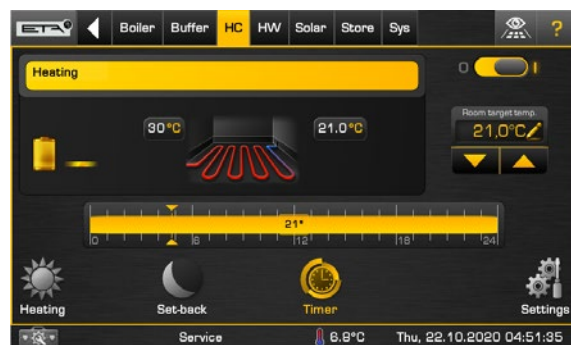 ETA
Boiler Buffer HC HW Solar Store Sys ?
Heating
O I
30°C 21.0°C
Room target temp.
21,0°C
21°
0 6 12 18 24
Heating Set-back Timer Settings
Service 6.9°C Thu, 22.10.2020 04:51:35